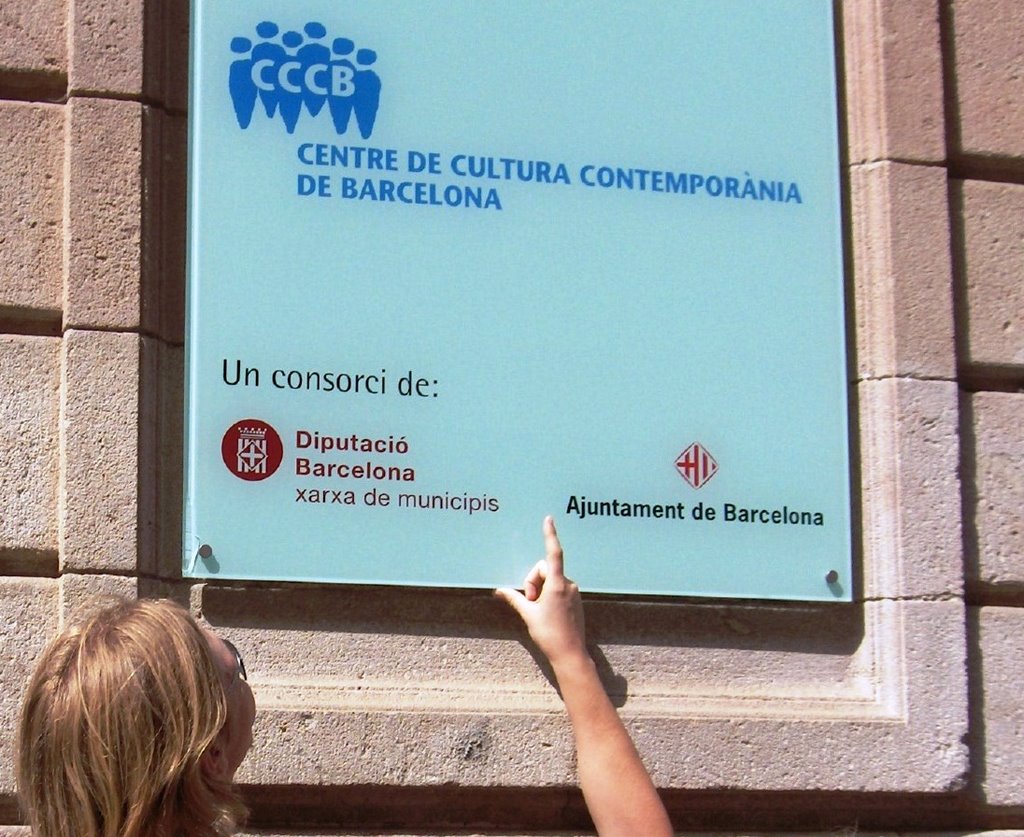 CCCB
CENTRE DE CULTURA CONTEMPORÀNIA
DE BARCELONA
Un consorci de:
Diputació
Barcelona
xarxa de municipis
Ajuntament de Barcelona